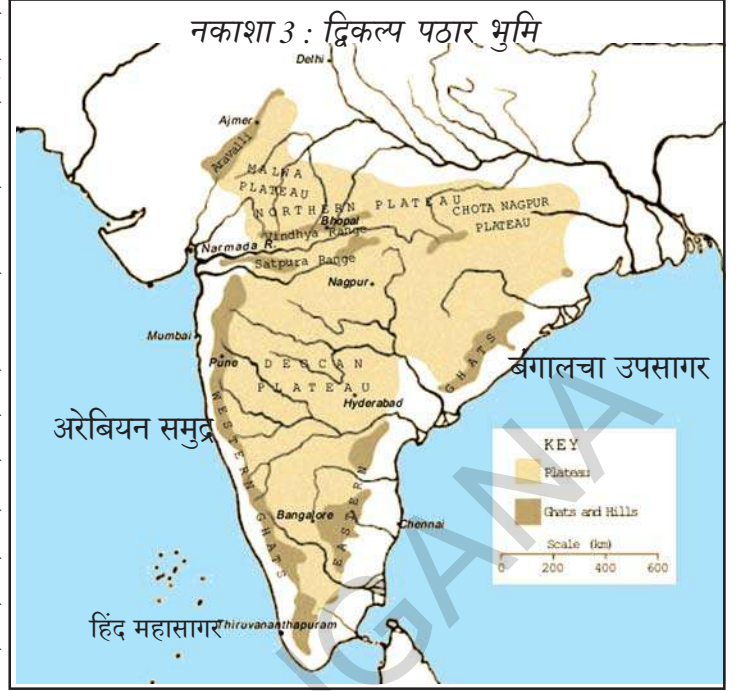 नकाशा 3 : द्विकल्प पठार भुमि
Delhi
Ajmer
Aravalli
MALWA
PLATEAU
NORTHERN PLATEAU
CHOTA NAGPUR
PLATEAU
Bhopal
Vindhya Range
Narmada R.
Satpura Range
Nagpur
Mumbai
Pune
DECCAN
PLATEAU
Hyderabad
GHATS
बंगालचा उपसागर
अरेबियन समुद्र
WESTERN GHATS
EASTERN
Bangalore
Chennai
KEY
Plateau
Ghats and Hills
Scale (km)
0 200 400 600
हिंद महासागर
Thiruvananthapuram
IGANA